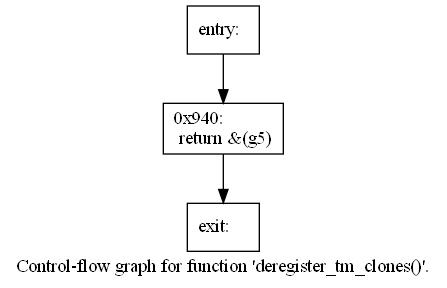 entry:
0x940:
return &(g5)
exit:
Control-flow graph for function 'deregister_tm_clones()'.